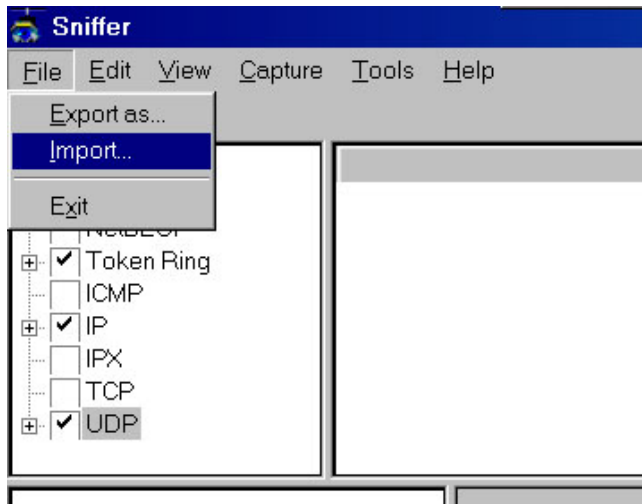 Sniffer
File Edit View Capture Tools Help
Export as...
Import...
Exit
Token Ring
ICMP
IP
IPX
TCP
UDP